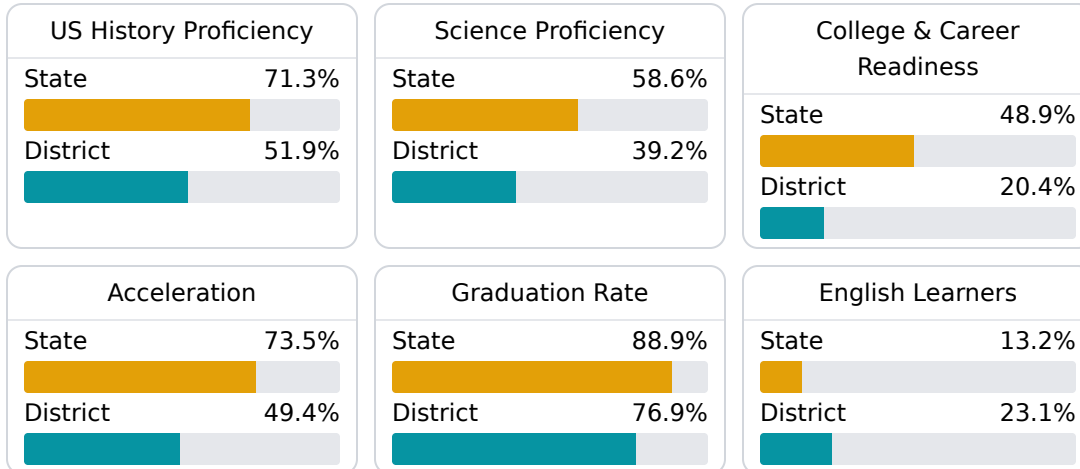 US History Proficiency
State 71.3%
District 51.9%
Science Proficiency
State 58.6%
District 39.2%
College & Career
Readiness
State 48.9%
District 20.4%
Acceleration
State 73.5%
District 49.4%
Graduation Rate
State 88.9%
District 76.9%
English Learners
State 13.2%
District 23.1%